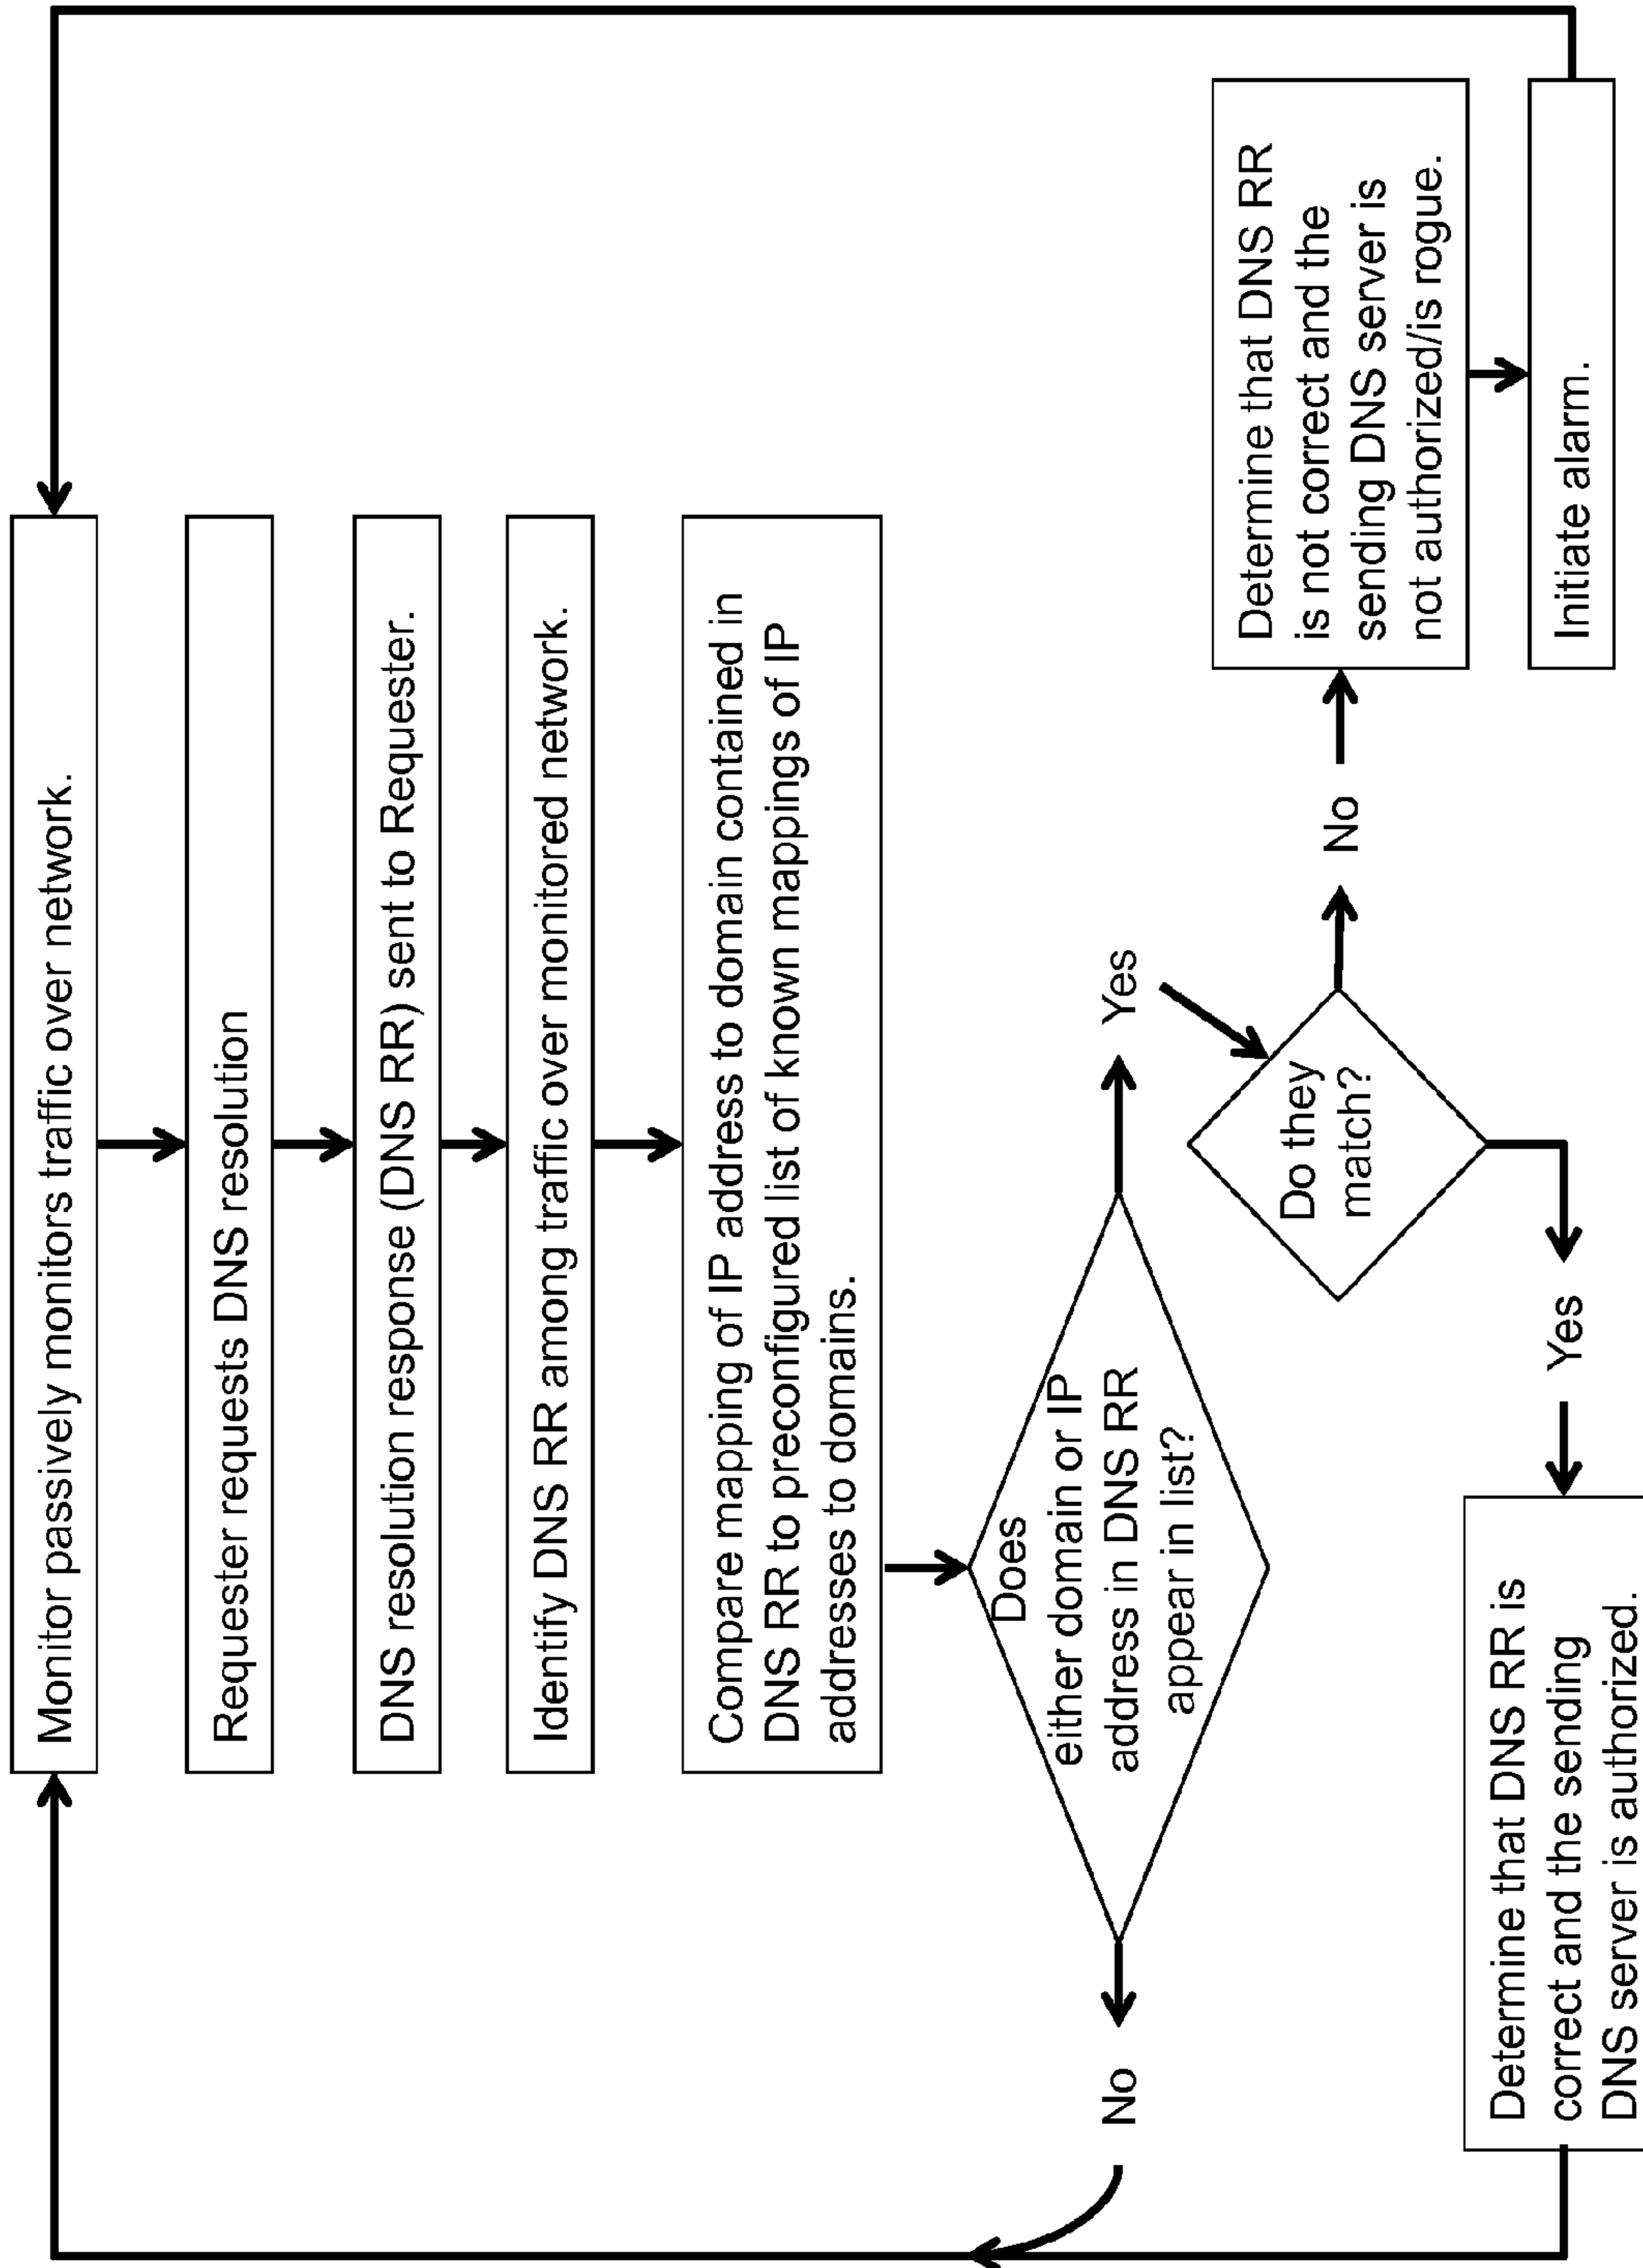 Monitor passively monitors traffic over network.
Requester requests DNS resolution
DNS resolution response (DNS RR) sent to Requester.
Identify DNS RR among traffic over monitored network.
Compare mapping of IP address to domain contained in
DNS RR to preconfigured list of known mappings of IP
addresses to domains.
Does
either domain or IP
address in DNS RR
appear in list?
No
Yes
Do they
match?
No
Determine that DNS RR
is not correct and the
sending DNS server is
not authorized/is rogue.
Initiate alarm.
Yes
Determine that DNS RR is
correct and the sending
DNS server is authorized.